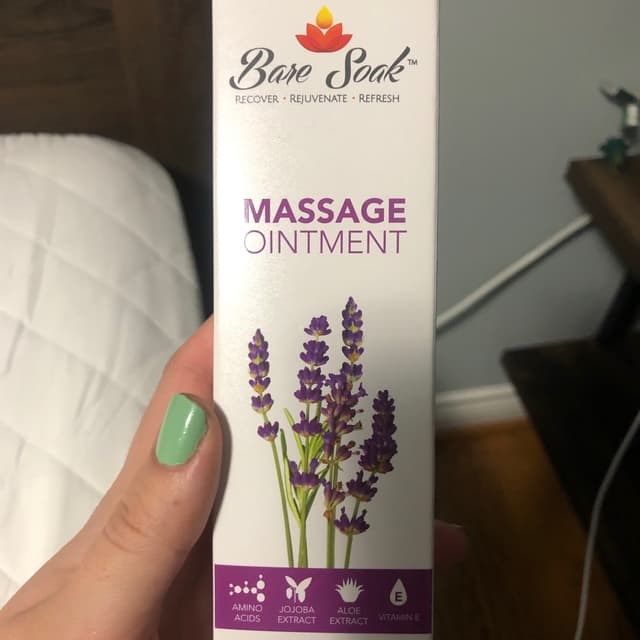 Bare Soak™
RECOVER • REJUVENATE • REFRESH
MASSAGE
OINTMENT
AMINO
ACIDS
JOJOBA
EXTRACT
ALOE
EXTRACT
E
VITAMIN E